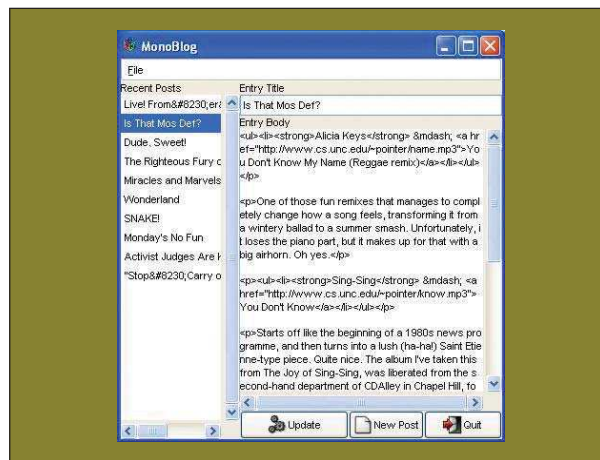 MonoBlog
File
Recent Posts
Live! From&#8230;er&
Is That Mos Def?
Dude, Sweet!
The Righteous Fury o
Miracles and Marvels
Wonderland
SNAKE!
Monday's No Fun
Activist Judges Are H
"Stop&#8230;Carry o
Entry Title
Is That Mos Def?
Entry Body
<ul><li><strong>Alicia Keys</strong> &mdash; <a hr
ef="http://www.cs.unc.edu/~pointer/name.mp3">Yo
u Don't Know My Name (Reggae remix)</a></li></ul>
</p>
<p>One of those fun remixes that manages to compl
etely change how a song feels, transforming it from
a wintery ballad to a summer smash. Unfortunately, i
t loses the piano part, but it makes up for that with a
big airhorn. Oh yes.</p>
<p><ul><li><strong>Sing-Sing</strong> &mdash; <a
href="http://www.cs.unc.edu/~pointer/know.mp3">
You Don't Know</a></li></ul></p>
<p>Starts off like the beginning of a 1980s news pro
gramme, and then turns into a lush (ha-ha!) Saint Etie
nne-type piece. Quite nice. The album I've taken this
from The Joy of Sing-Sing, was liberated from the s
econd-hand department of CDAlley in Chapel Hill, fo
Update
New Post
Quit